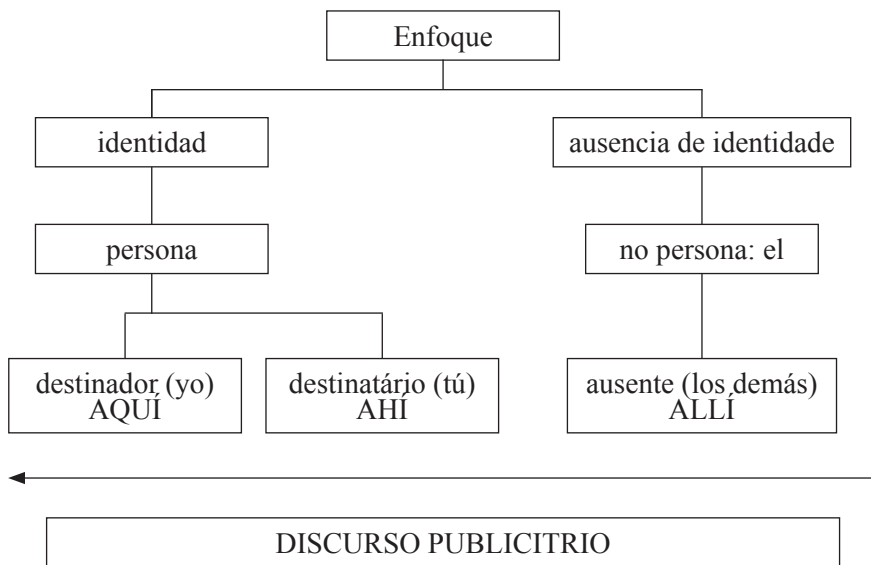 Enfoque
identidad
ausencia de identidade
persona
no persona: el
destinador (yo)
AQUÍ
destinatário (tú)
AHÍ
ausente (los demás)
ALLÍ
DISCURSO PUBLICITRIO